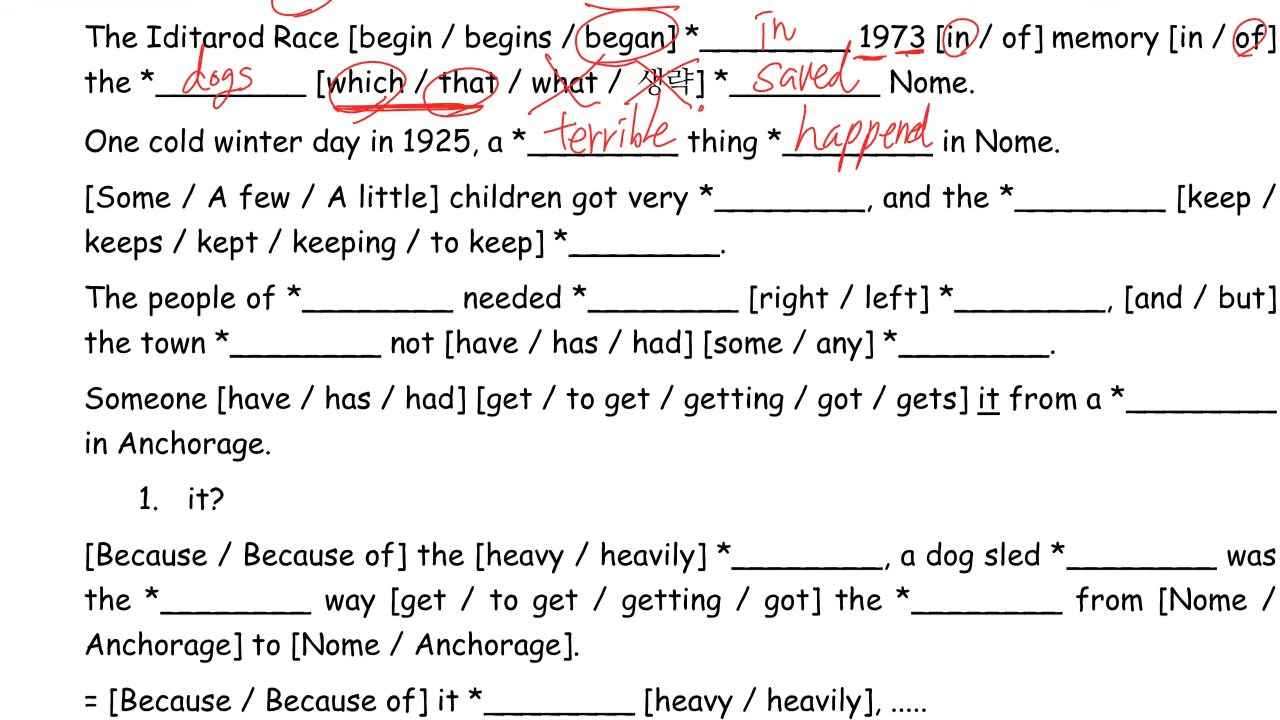 The Iditarod Race [begin / begins / began] *__in__ 1973 [in / of] memory [in / of]
the *__dogs__ [which / that / what / 생략] *__saved__ Nome.
One cold winter day in 1925, a *__terrible__ thing *__happend__ in Nome.
[Some / A few / A little] children got very *_________, and the *_________ [keep /
keeps / kept / keeping / to keep] *_________.
The people of *_________ needed *_________ [right / left] *_________, [and / but]
the town *_________ not [have / has / had] [some / any] *_________.
Someone [have / has / had] [get / to get / getting / got / gets] it from a *_________
in Anchorage.
1. it?
[Because / Because of] the [heavy / heavily] *_________, a dog sled *_________ was
the *_________ way [get / to get / getting / got] the *_________ from [Nome /
Anchorage] to [Nome / Anchorage].
= [Because / Because of] it *_________ [heavy / heavily], .....